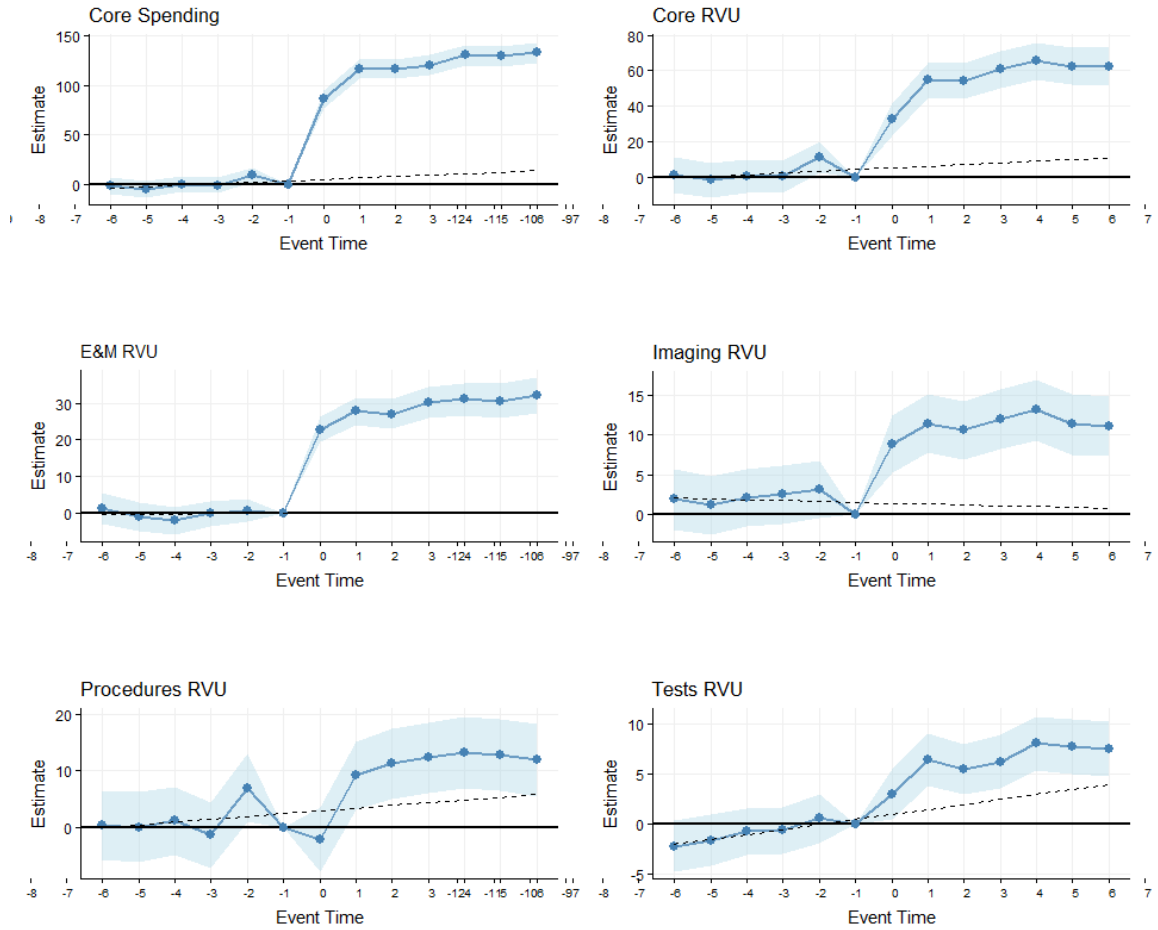 Core Spending
Core RVU
150
100
50
0
Estimate
80
60
40
20
0
Estimate
-8 -7 -6 -5 -4 -3 -2 -1 0 1 2 3 -124 -115 -106 -97
-8 -7 -6 -5 -4 -3 -2 -1 0 1 2 3 4 5 6 7
Event Time
Event Time
E&M RVU
Imaging RVU
30
20
10
0
Estimate
15
10
5
0
Estimate
-8 -7 -6 -5 -4 -3 -2 -1 0 1 2 3 -124 -115 -106 -97
-8 -7 -6 -5 -4 -3 -2 -1 0 1 2 3 4 5 6 7
Event Time
Event Time
Procedures RVU
Tests RVU
20
10
0
Estimate
10
5
0
-5
Estimate
-8 -7 -6 -5 -4 -3 -2 -1 0 1 2 3 -124 -115 -106 -97
-8 -7 -6 -5 -4 -3 -2 -1 0 1 2 3 4 5 6 7
Event Time
Event Time